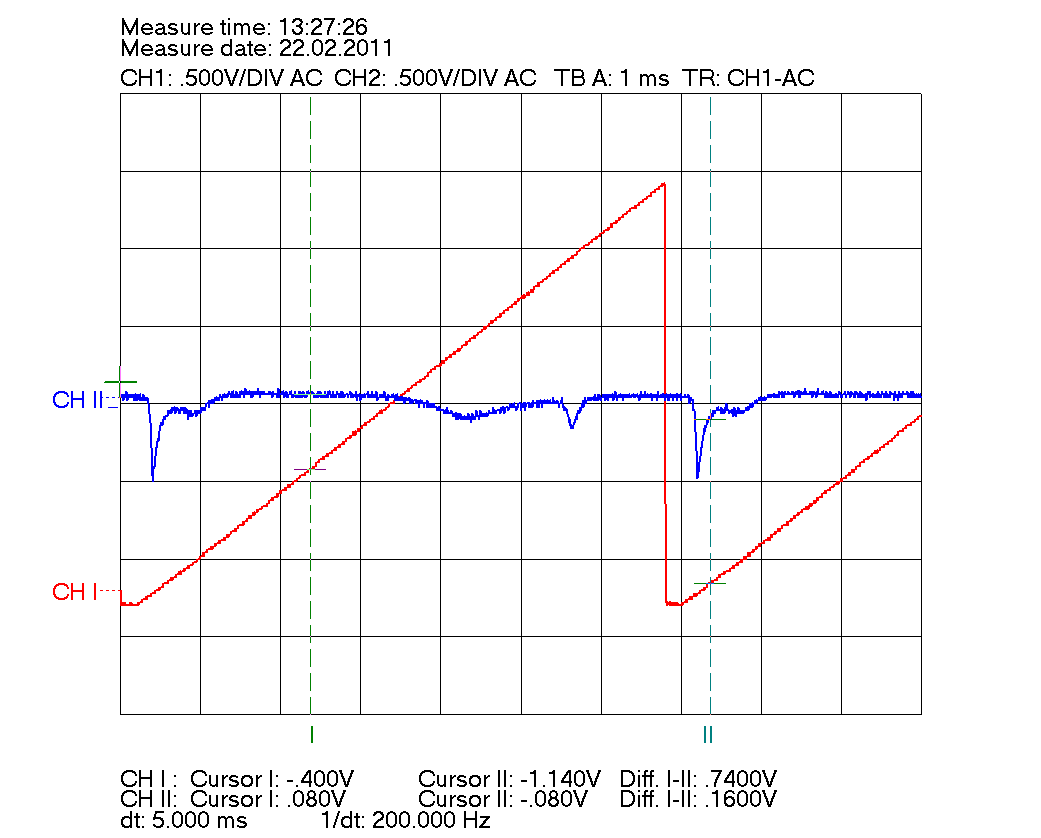 Measure time: 13:27:26
Measure date: 22.02.2011
CH1: .500V/DIV AC CH2: .500V/DIV AC TB A: 1 ms TR: CH1-AC
CH II
CH I
I
II
CH I : Cursor I: -.400V Cursor II: -1.140V Diff. I-II: .7400V
CH II: Cursor I: .080V Cursor II: -.080V Diff. I-II: .1600V
dt: 5.000 ms 1/dt: 200.000 Hz